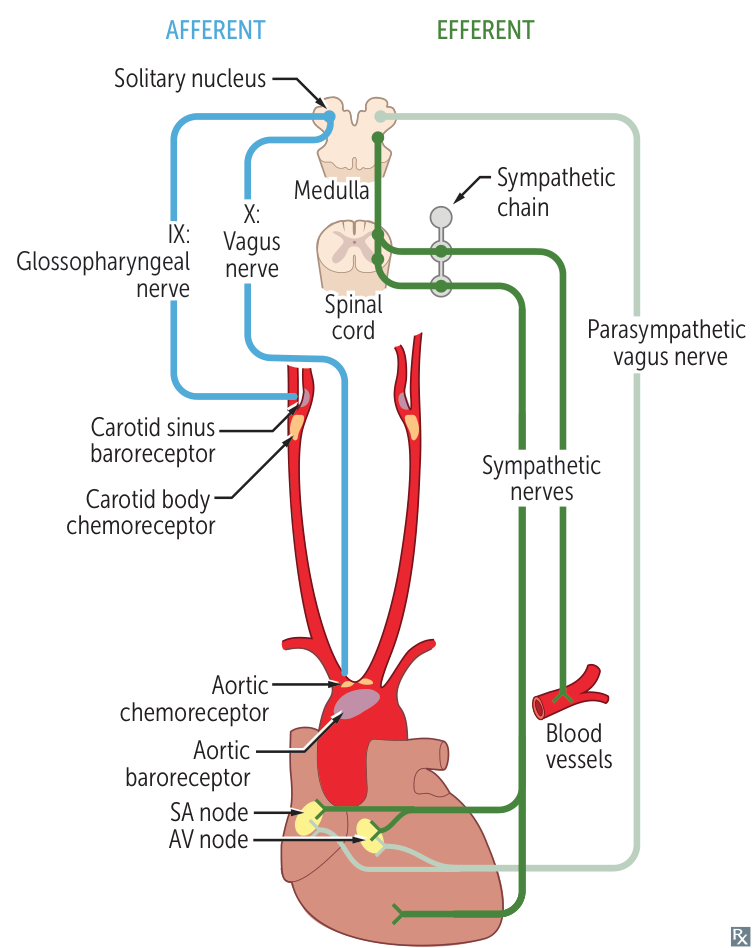 AFFERENT
EFFERENT
Solitary nucleus
Medulla
Sympathetic
chain
IX:
Glossopharyngeal
nerve
X:
Vagus
nerve
Spinal
cord
Parasympathetic
vagus nerve
Carotid sinus
baroreceptor
Carotid body
chemoreceptor
Sympathetic
nerves
Aortic
chemoreceptor
Aortic
baroreceptor
Blood
vessels
SA node
AV node
Rx